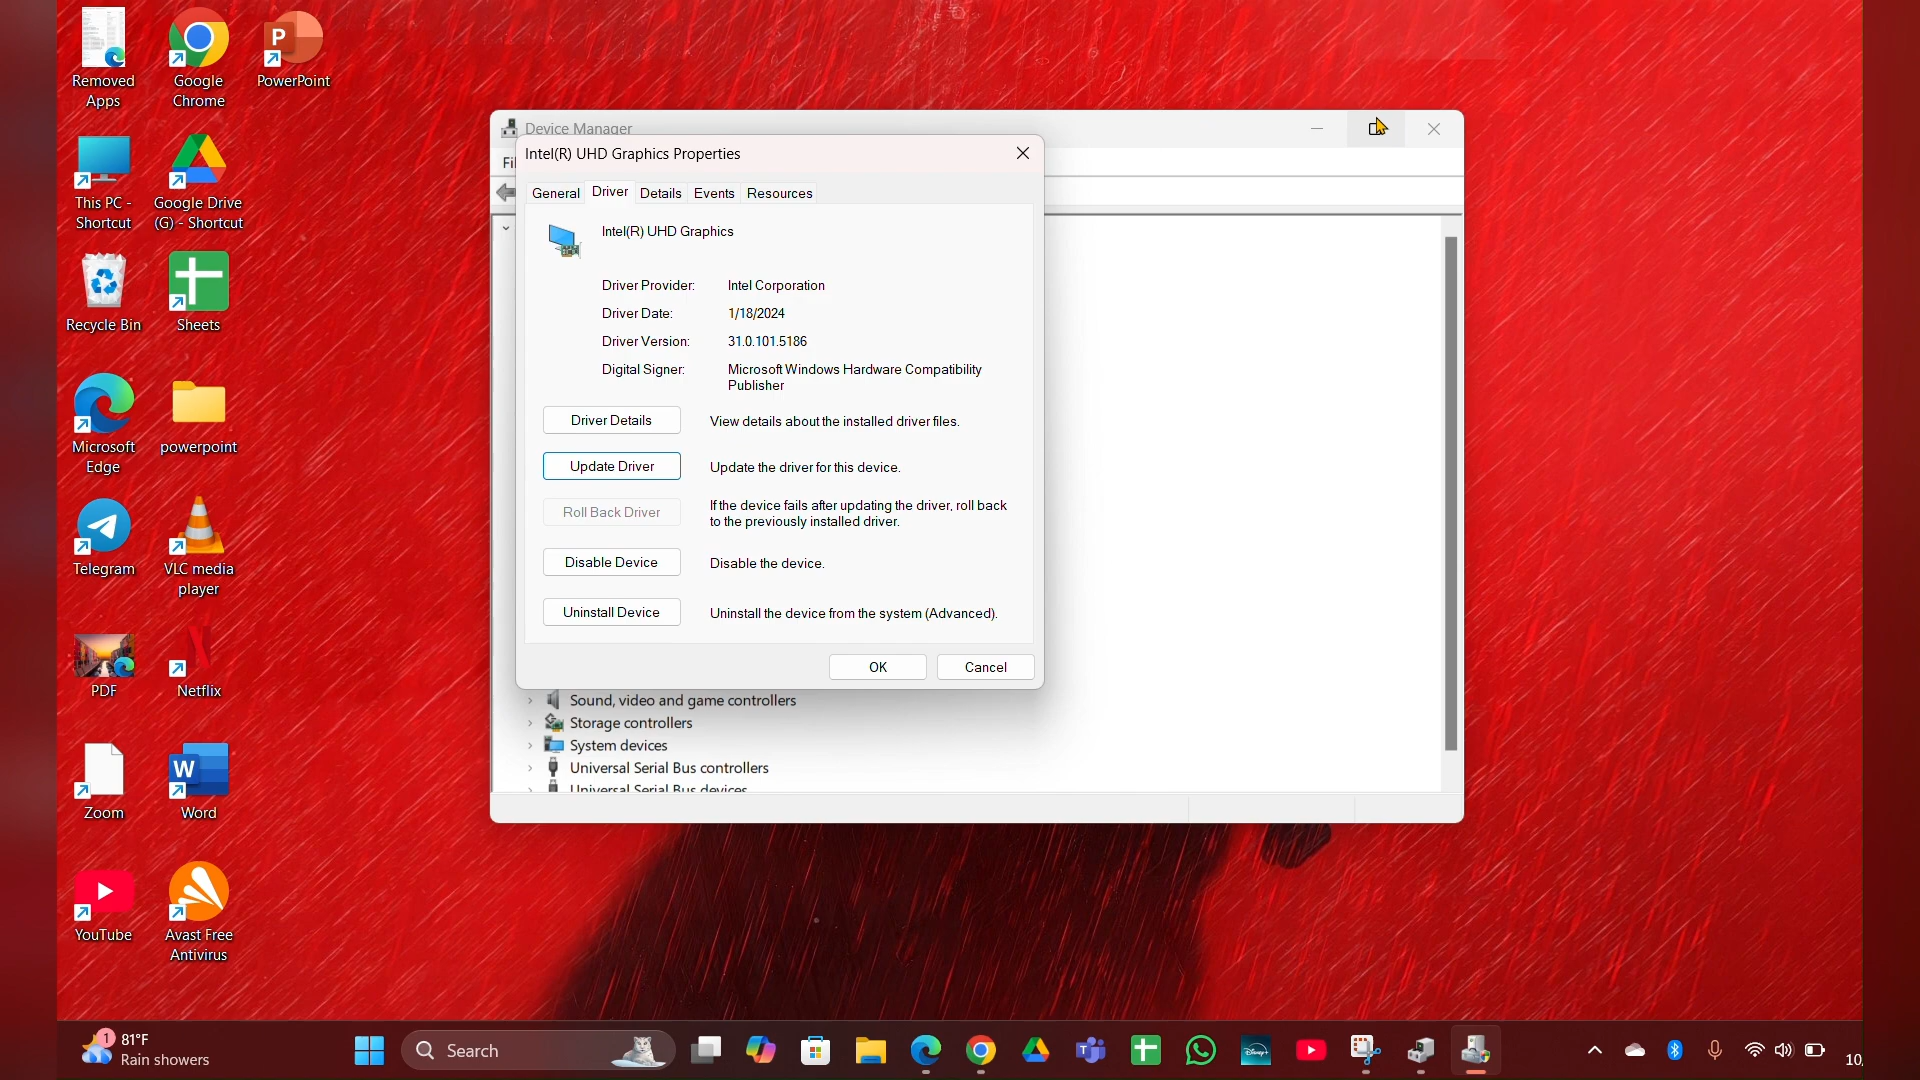 Removed
Apps
Google
Chrome
P
PowerPoint
This PC -
Shortcut
Google Drive
(G) - Shortcut
Recycle Bin
Sheets
Microsoft
Edge
powerpoint
Telegram
VLC media
player
PDF
Netflix
Zoom
W
Word
YouTube
Avast Free
Antivirus
Device Manager
Intel(R) UHD Graphics Properties
General
Driver
Details
Events
Resources
Intel(R) UHD Graphics
Driver Provider:
Intel Corporation
Driver Date:
1/18/2024
Driver Version:
31.0.101.5186
Digital Signer:
Microsoft Windows Hardware Compatibility
Publisher
Driver Details
View details about the installed driver files.
Update Driver
Update the driver for this device.
Roll Back Driver
If the device fails after updating the driver, roll back
to the previously installed driver.
Disable Device
Disable the device.
Uninstall Device
Uninstall the device from the system (Advanced).
OK
Cancel
Sound, video and game controllers
Storage controllers
System devices
Universal Serial Bus controllers
Universal Serial Bus devices
1
81°F
Rain showers
Search
Disney+
10